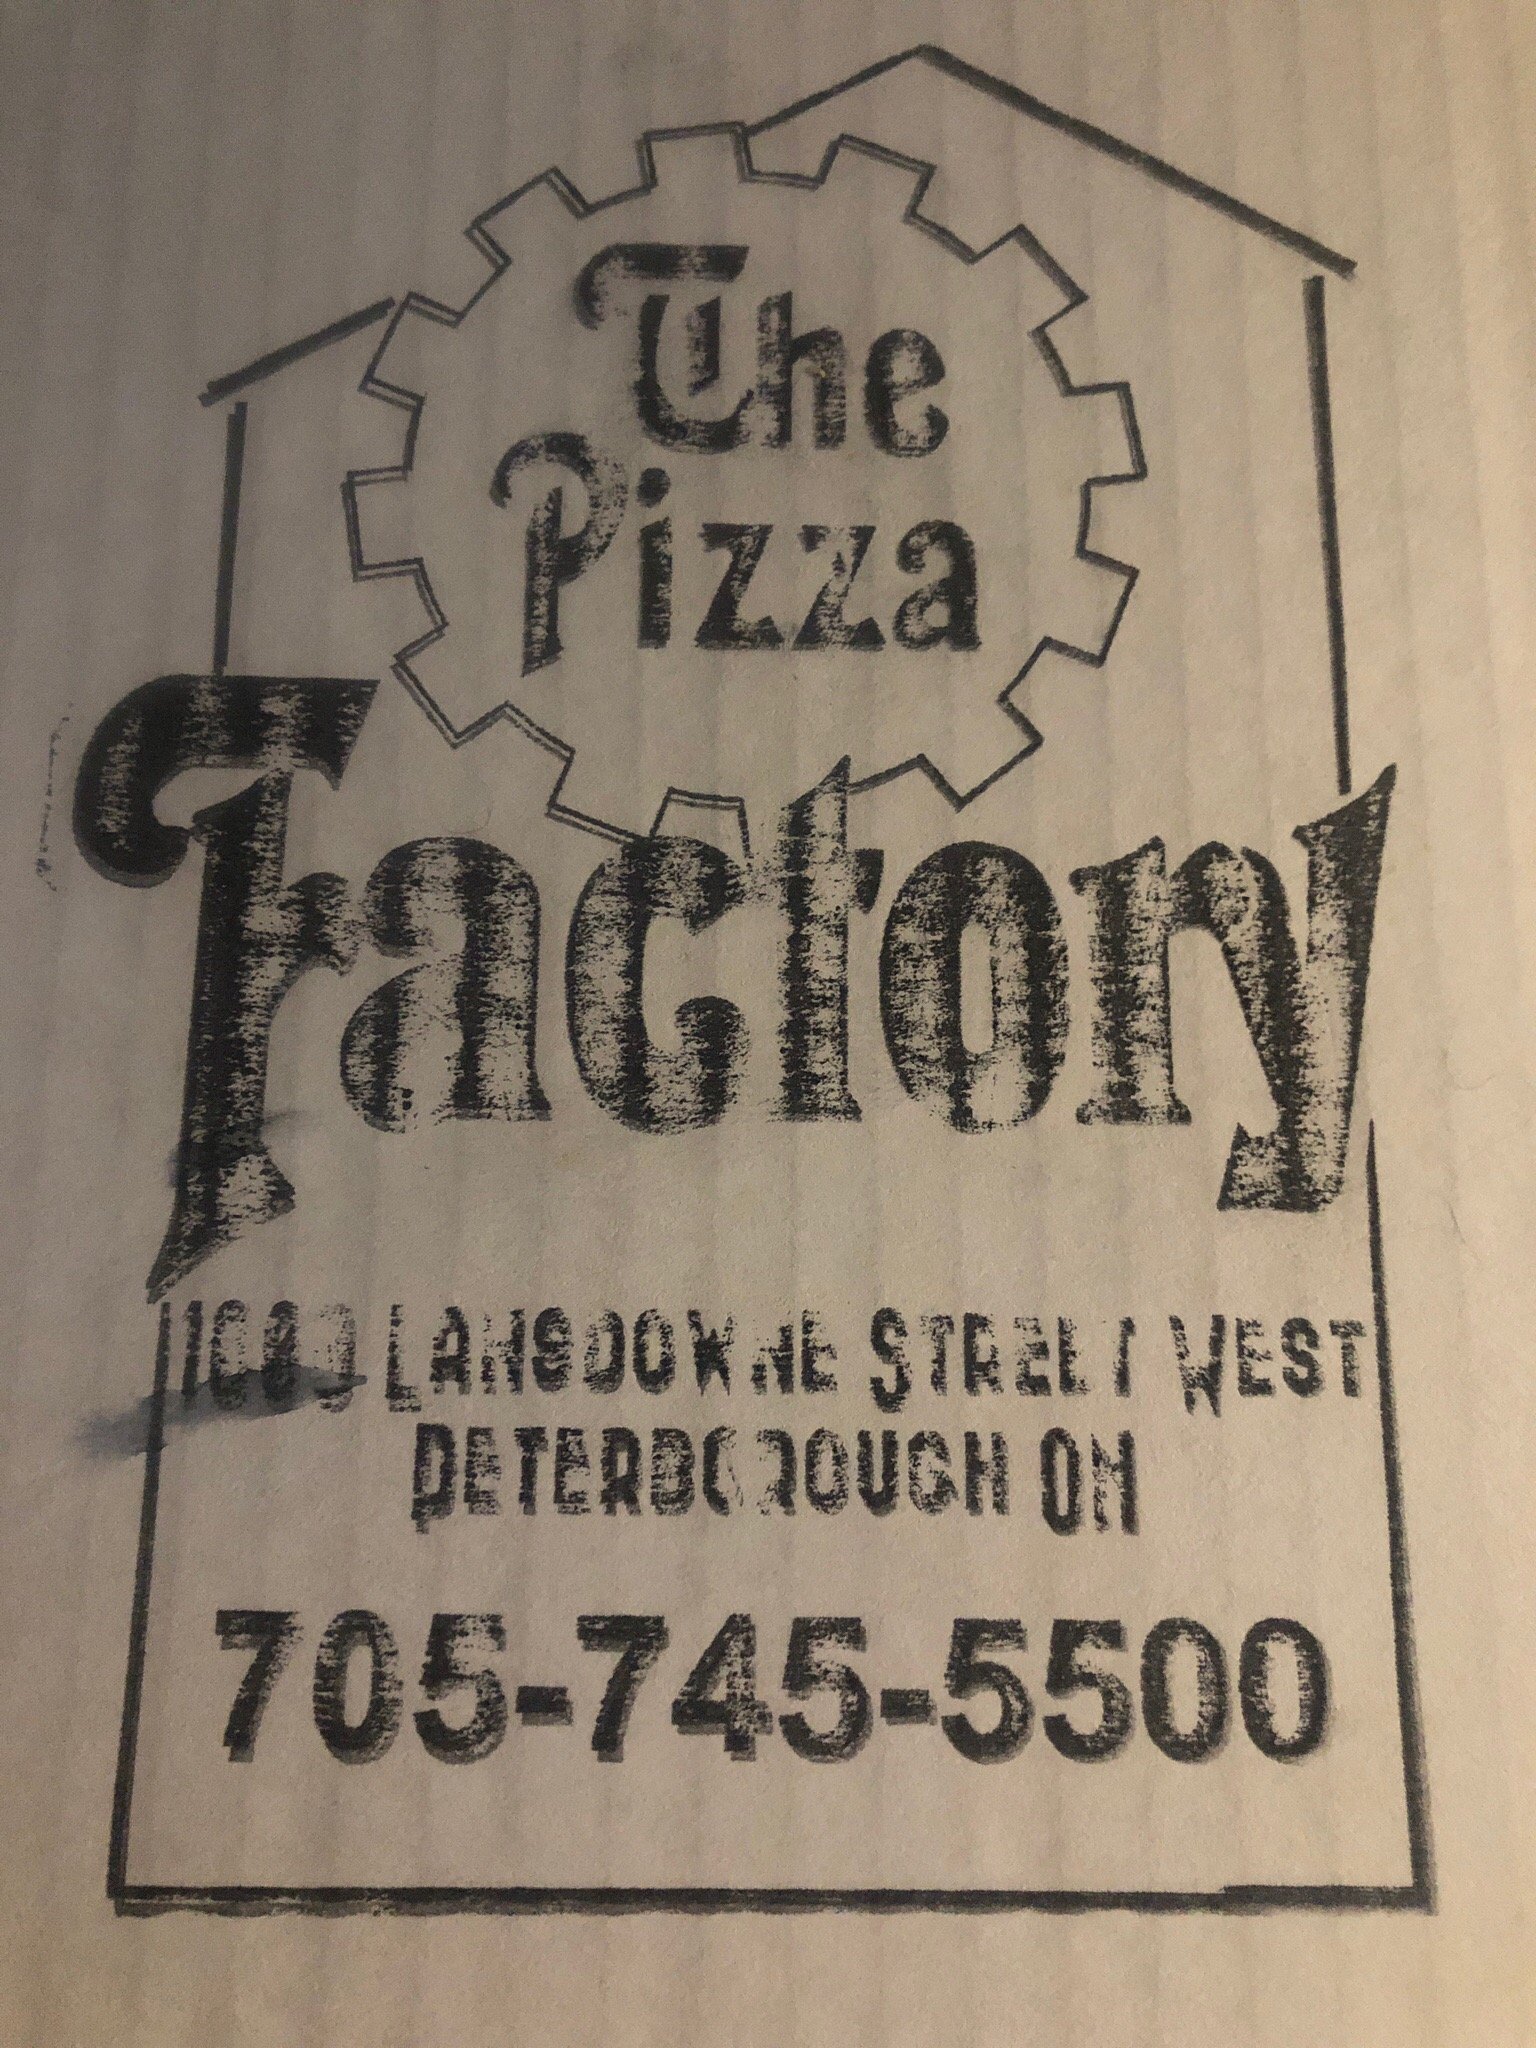 The
Pizza
Factory
Lansdowne Street West
Peterborough ON
705-745-5500